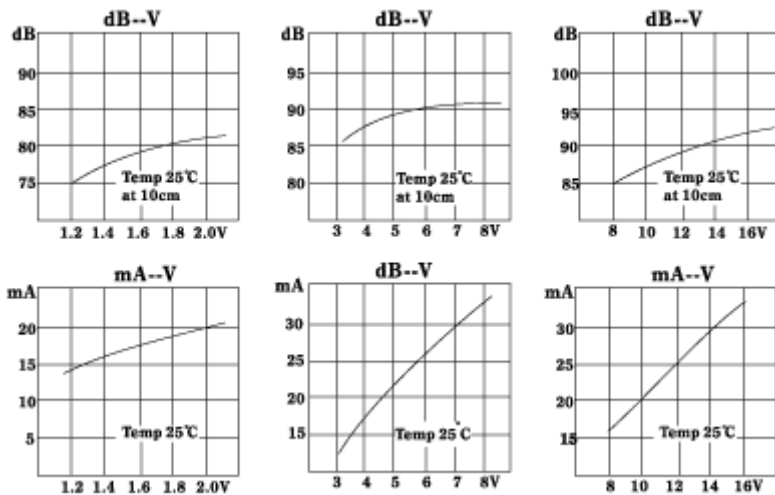 dB--V
dB
90
85
80
75
Temp 25℃
at 10cm
1.2 1.4 1.6 1.8 2.0V
dB--V
dB
95
90
85
80
Temp 25℃
at 10cm
3 4 5 6 7 8V
dB--V
dB
100
95
90
85
Temp 25℃
at 10cm
8 10 12 14 16V
mA--V
mA
20
15
10
5
Temp 25℃
1.2 1.4 1.6 1.8 2.0V
dB--V
mA
30
25
20
15
Temp 25℃
3 4 5 6 7 8V
mA--V
mA
30
25
20
15
Temp 25℃
8 10 12 14 16V